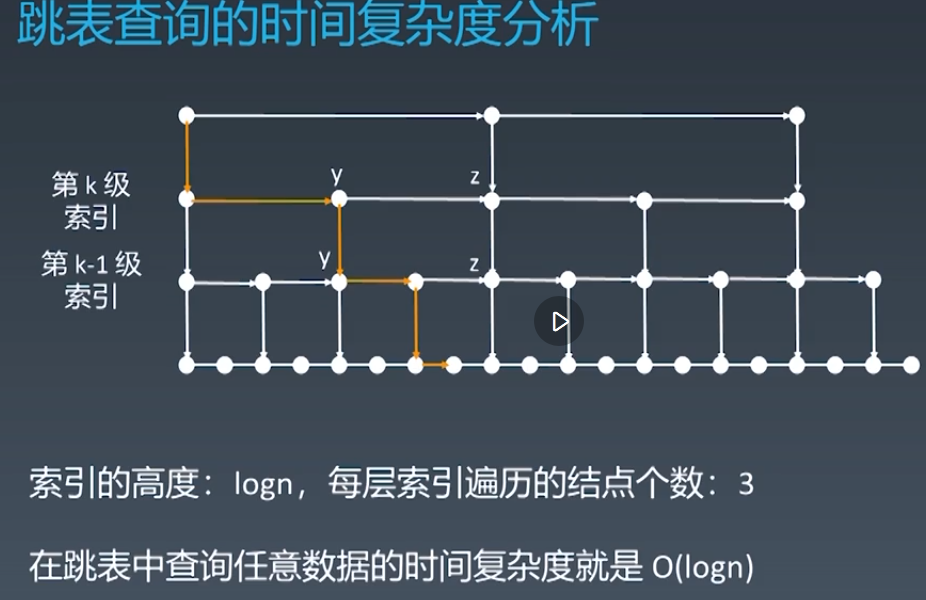 跳表查询的时间复杂度分析
y
z
第 k 级
索引
y
z
第 k-1 级
索引
索引的高度：logn，每层索引遍历的结点个数：3
在跳表中查询任意数据的时间复杂度就是 O(logn)